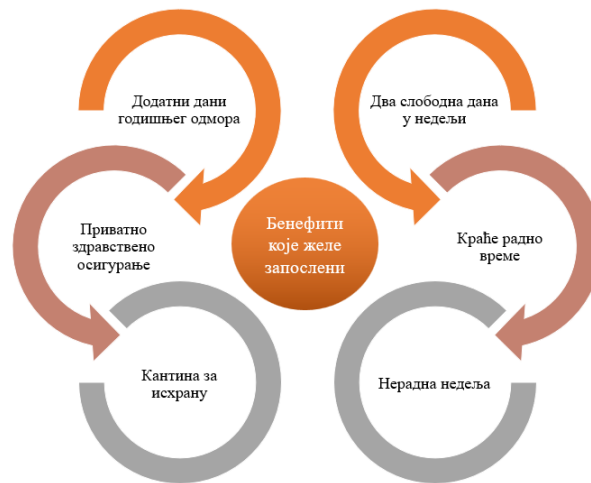 Додатни дани
годишњег одмора
Два слободна дана
у недељи
Приватно
здравствено
осигурање
Бенефити
које желе
запослени
Краће радно
време
Кантина за
исхрану
Нерадна недеља